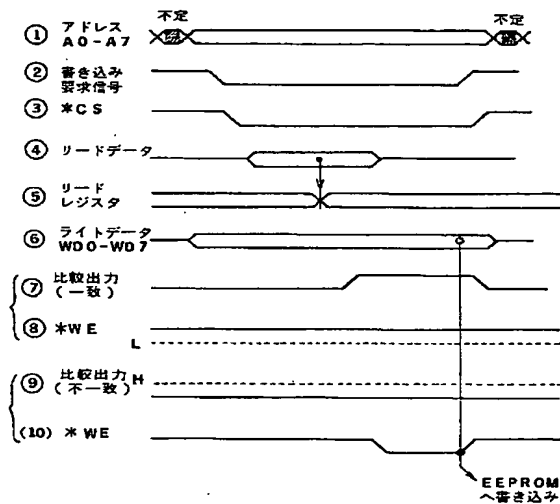 不定
不定
① アドレス
A0-A7
② 書き込み
要求信号
③ *CS
④ リードデータ
⑤ リード
レジスタ
⑥ ライトデータ
WD0-WD7
⑦ 比較出力
(一致)
⑧ *WE
L
⑨ 比較出力
(不一致) H
(10) *WE
EEPROM
へ書き込み